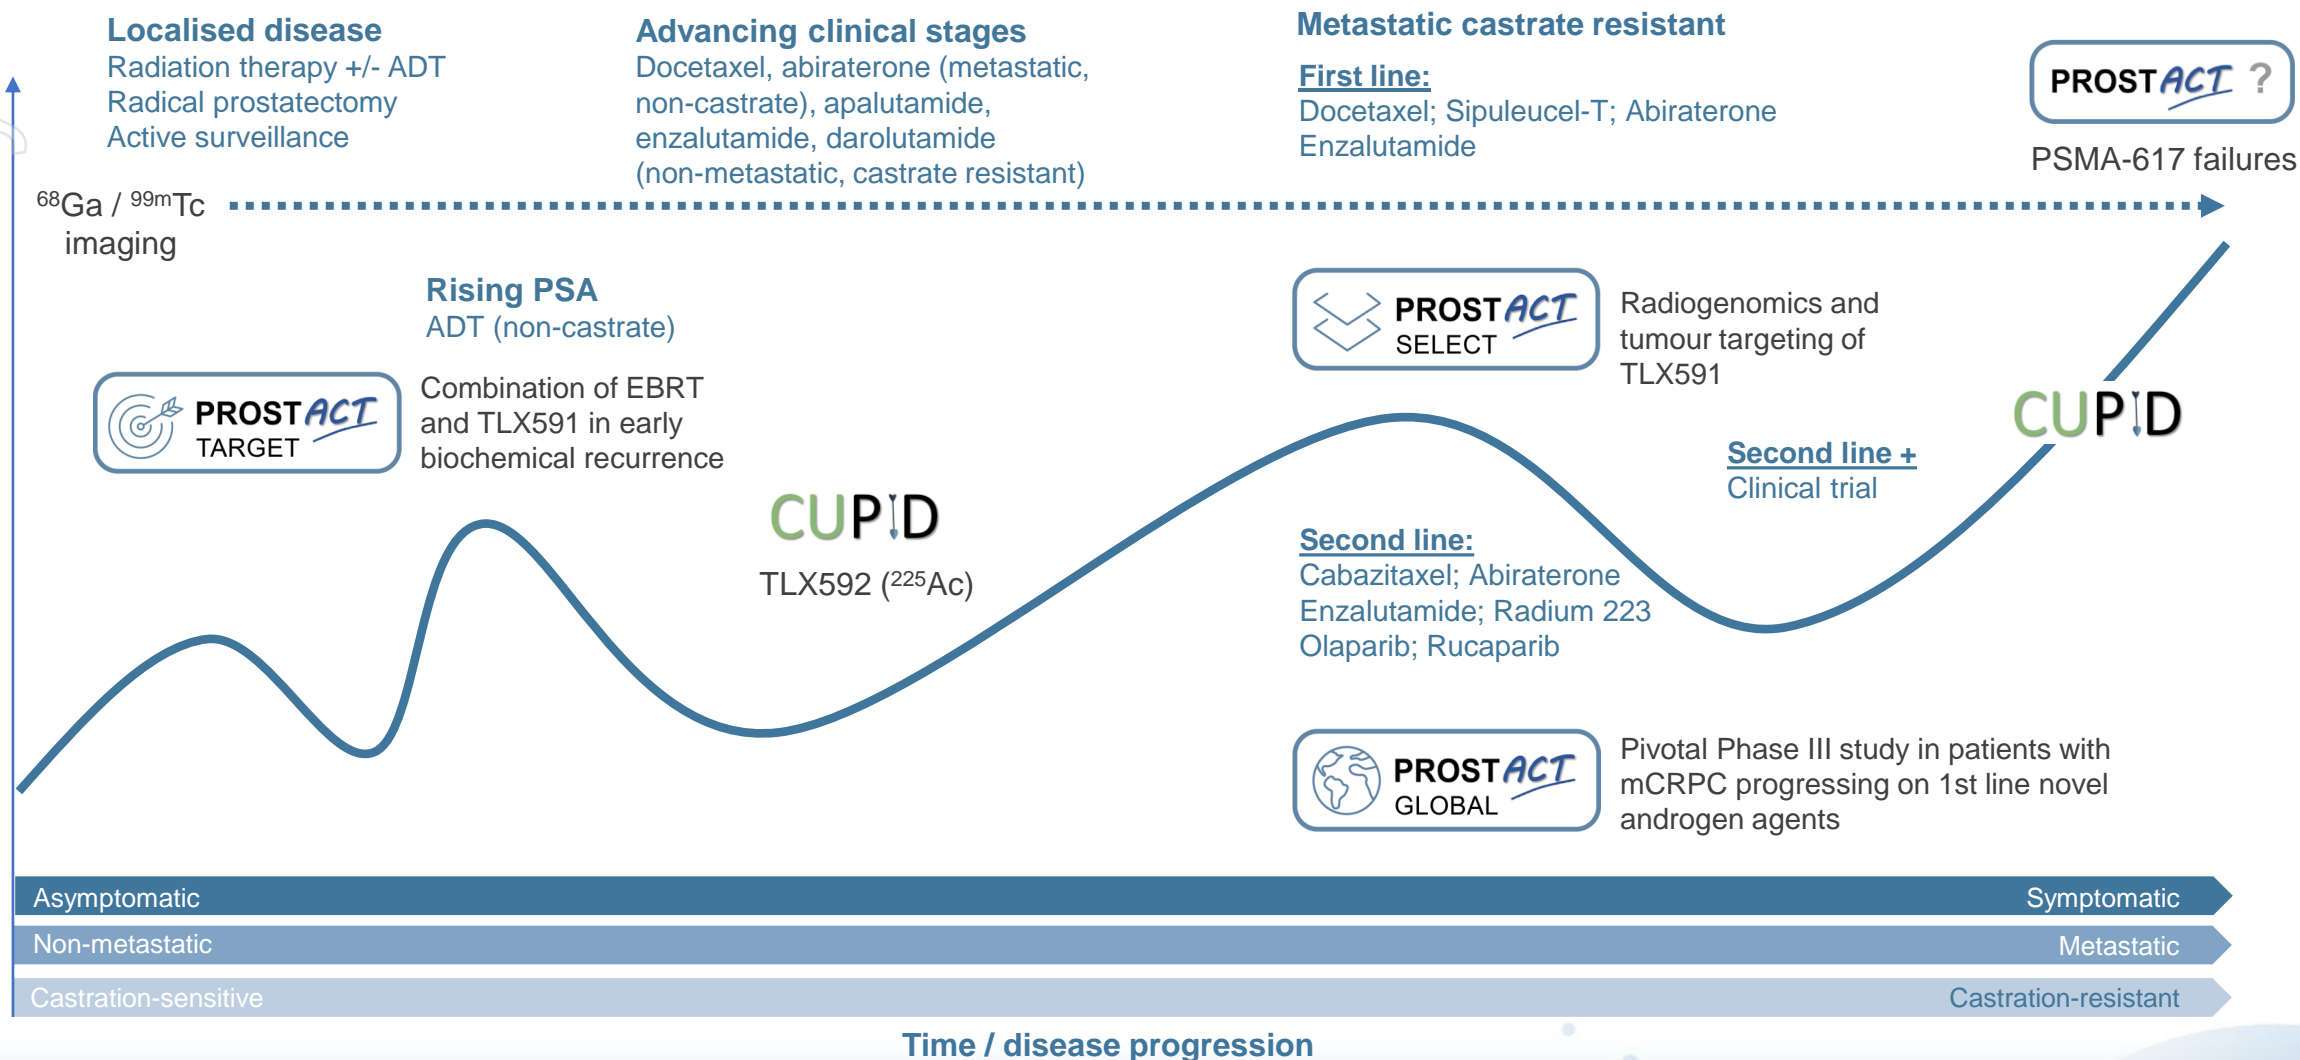 Localised disease
Radiation therapy +/- ADT
Radical prostatectomy
Active surveillance
Advancing clinical stages
Docetaxel, abiraterone (metastatic,
non-castrate), apalutamide,
enzalutamide, darolutamide
(non-metastatic, castrate resistant)
Metastatic castrate resistant
First line:
Docetaxel; Sipuleucel-T; Abiraterone
Enzalutamide
PROSTACT ?
PSMA-617 failures
⁶⁸Ga / ⁹⁹ᵐTc
imaging
Rising PSA
ADT (non-castrate)
PROSTACT
TARGET
Combination of EBRT
and TLX591 in early
biochemical recurrence
CUPID
TLX592 (²²⁵Ac)
PROSTACT
SELECT
Radiogenomics and
tumour targeting of
TLX591
CUPID
Second line +
Clinical trial
Second line:
Cabazitaxel; Abiraterone
Enzalutamide; Radium 223
Olaparib; Rucaparib
PROSTACT
GLOBAL
Pivotal Phase III study in patients with
mCRPC progressing on 1st line novel
androgen agents
Asymptomatic
Symptomatic
Non-metastatic
Metastatic
Castration-sensitive
Castration-resistant
Time / disease progression